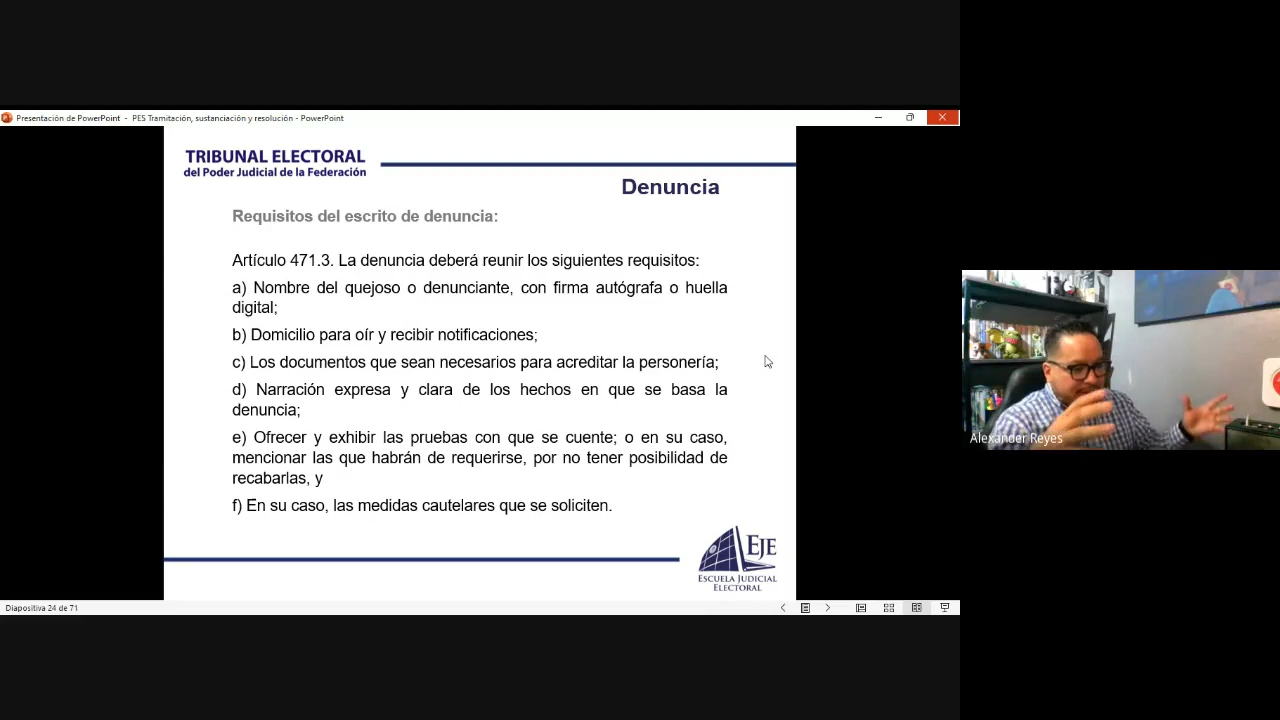 Presentación de PowerPoint - PES Tramitación, sustanciación y resolución - PowerPoint
TRIBUNAL ELECTORAL
del Poder Judicial de la Federación
Denuncia
Requisitos del escrito de denuncia:
Artículo 471.3. La denuncia deberá reunir los siguientes requisitos:
a) Nombre del quejoso o denunciante, con firma autógrafa o huella
digital;
b) Domicilio para oír y recibir notificaciones;
c) Los documentos que sean necesarios para acreditar la personería;
d) Narración expresa y clara de los hechos en que se basa la
denuncia;
e) Ofrecer y exhibir las pruebas con que se cuente; o en su caso,
mencionar las que habrán de requerirse, por no tener posibilidad de
recabarlas, y
f) En su caso, las medidas cautelares que se soliciten.
EJE
ESCUELA JUDICIAL
ELECTORAL
Diapositiva 24 de 71
Alexander Reyes